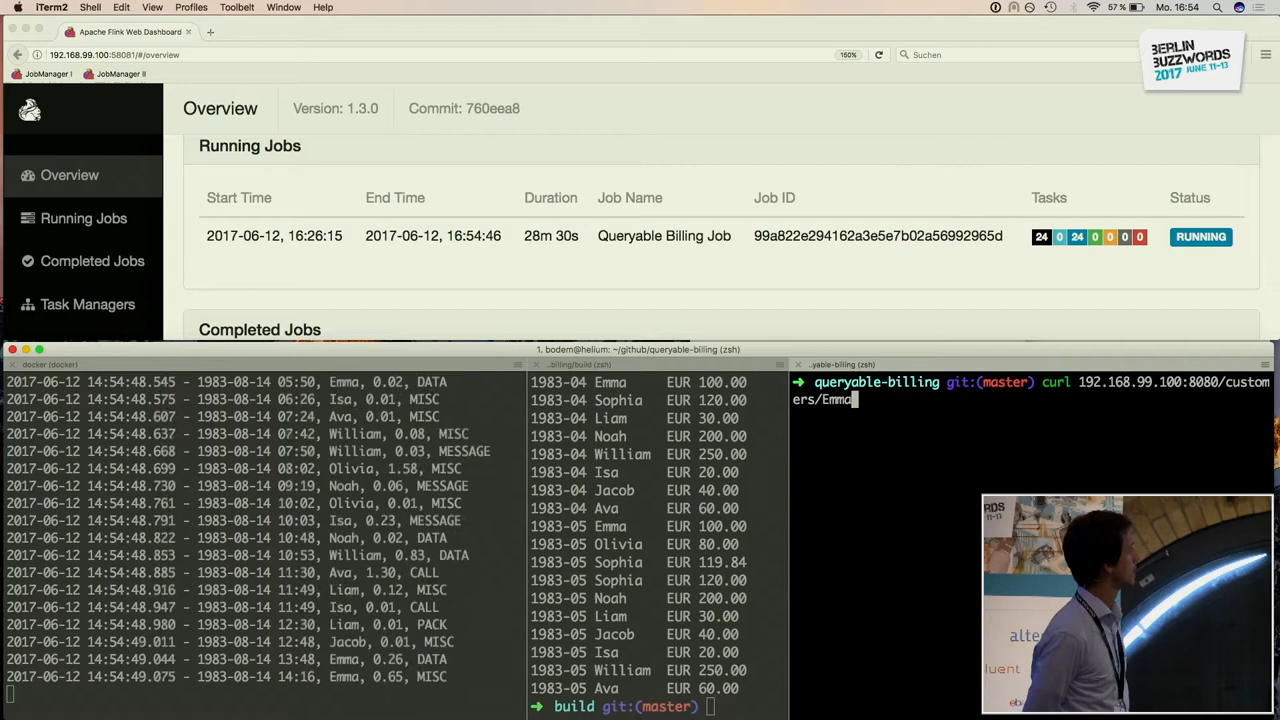 iTerm2 Shell Edit View Profiles Toolbelt Window Help 57 % Mo. 16:54
Apache Flink Web Dashboard
192.168.99.100:58081/#/overview 150% Suchen
JobManager I JobManager II
BERLIN
BUZZWORDS
2017 JUNE 11-13
Overview Version: 1.3.0 Commit: 760eea8
Overview
Running Jobs
Completed Jobs
Task Managers
Running Jobs
Start Time End Time Duration Job Name Job ID Tasks Status
2017-06-12, 16:26:15 2017-06-12, 16:54:46 28m 30s Queryable Billing Job 99a822e294162a3e5e7b02a56992965d 24 0 24 0 0 0 0 RUNNING
Completed Jobs
1. bodem@helium: ~/github/queryable-billing (zsh)
docker (docker)
2017-06-12 14:54:48.545 - 1983-08-14 05:50, Emma, 0.02, DATA
2017-06-12 14:54:48.575 - 1983-08-14 06:26, Isa, 0.01, MISC
2017-06-12 14:54:48.607 - 1983-08-14 07:24, Ava, 0.01, MISC
2017-06-12 14:54:48.637 - 1983-08-14 07:42, William, 0.08, MISC
2017-06-12 14:54:48.668 - 1983-08-14 07:50, William, 0.03, MESSAGE
2017-06-12 14:54:48.699 - 1983-08-14 08:02, Olivia, 1.58, MISC
2017-06-12 14:54:48.730 - 1983-08-14 09:19, Noah, 0.06, MESSAGE
2017-06-12 14:54:48.761 - 1983-08-14 10:02, Olivia, 0.01, MISC
2017-06-12 14:54:48.791 - 1983-08-14 10:03, Isa, 0.23, MESSAGE
2017-06-12 14:54:48.822 - 1983-08-14 10:48, Noah, 0.02, DATA
2017-06-12 14:54:48.853 - 1983-08-14 10:53, William, 0.83, DATA
2017-06-12 14:54:48.885 - 1983-08-14 11:30, Ava, 1.30, CALL
2017-06-12 14:54:48.916 - 1983-08-14 11:49, Liam, 0.12, MISC
2017-06-12 14:54:48.947 - 1983-08-14 11:49, Isa, 0.01, CALL
2017-06-12 14:54:48.980 - 1983-08-14 12:30, Liam, 0.01, PACK
2017-06-12 14:54:49.011 - 1983-08-14 12:48, Jacob, 0.01, MISC
2017-06-12 14:54:49.044 - 1983-08-14 13:48, Emma, 0.26, DATA
2017-06-12 14:54:49.075 - 1983-08-14 14:16, Emma, 0.65, MISC
..billing/build (zsh)
1983-04 Emma EUR 100.00
1983-04 Sophia EUR 120.00
1983-04 Liam EUR 30.00
1983-04 Noah EUR 200.00
1983-04 William EUR 250.00
1983-04 Isa EUR 20.00
1983-04 Jacob EUR 40.00
1983-04 Ava EUR 60.00
1983-05 Emma EUR 100.00
1983-05 Olivia EUR 80.00
1983-05 Sophia EUR 119.84
1983-05 Sophia EUR 120.00
1983-05 Noah EUR 200.00
1983-05 Liam EUR 30.00
1983-05 Jacob EUR 40.00
1983-05 Isa EUR 20.00
1983-05 William EUR 250.00
1983-05 Ava EUR 60.00
➜ build git:(master)
..yable-billing (zsh)
➜ queryable-billing git:(master) curl 192.168.99.100:8080/custom
ers/Emma
RDS
11-13